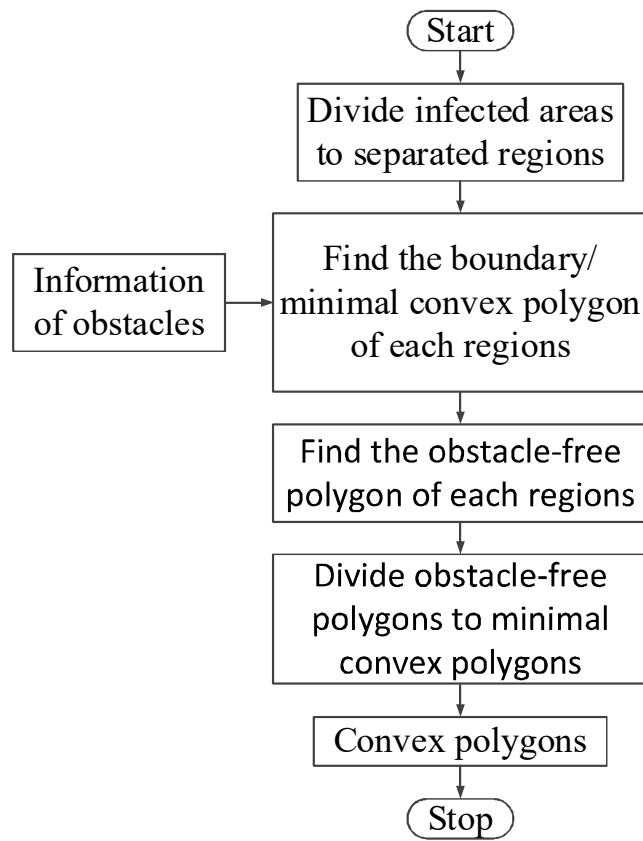 Start
Divide infected areas
to separated regions
Information
of obstacles
Find the boundary/
minimal convex polygon
of each regions
Find the obstacle-free
polygon of each regions
Divide obstacle-free
polygons to minimal
convex polygons
Convex polygons
Stop